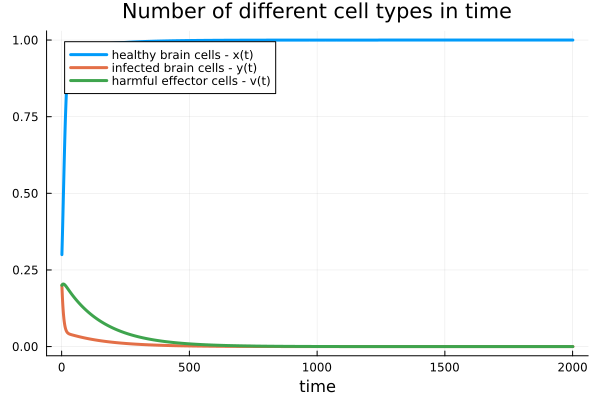 Number of different cell types in time
1.00
healthy brain cells - x(t)
infected brain cells - y(t)
harmful effector cells - v(t)
0.75
0.50
0.25
0.00
0 500 1000 1500 2000
time